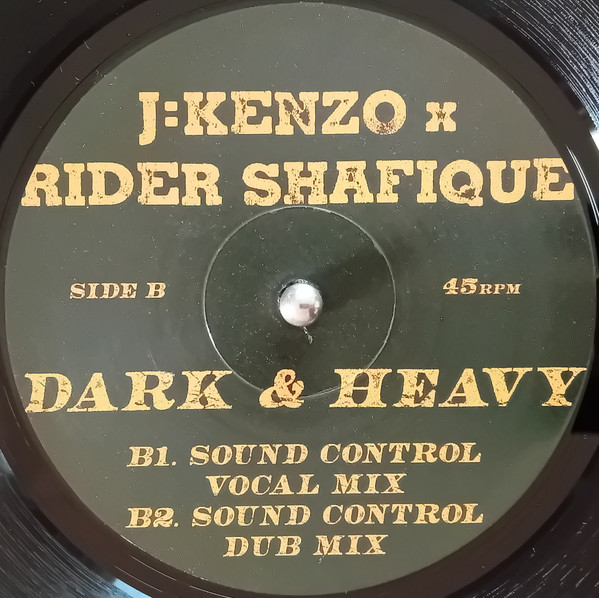 J:KENZO x
RIDER SHAFIQUE
SIDE B
45RPM
DARK & HEAVY
B1. SOUND CONTROL
VOCAL MIX
B2. SOUND CONTROL
DUB MIX